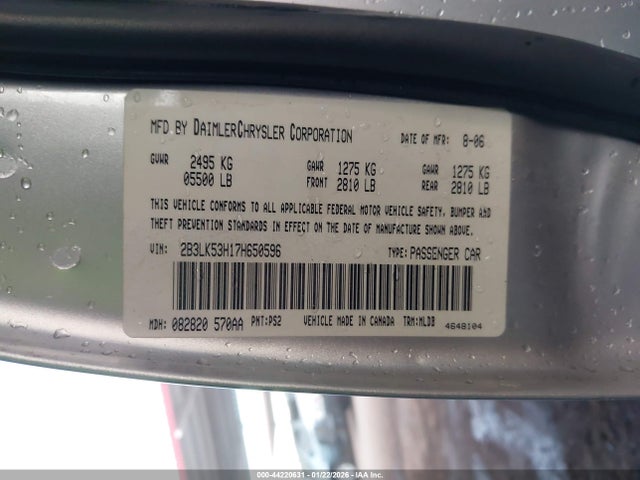 MFD BY DAIMLERCHRYSLER CORPORATION DATE OF MFR: 8-06
GVWR 2495 KG GAWR 1275 KG GAWR 1275 KG
05500 LB FRONT 2810 LB REAR 2810 LB
THIS VEHICLE CONFORMS TO ALL APPLICABLE FEDERAL MOTOR VEHICLE SAFETY, BUMPER AND
THEFT PREVENTION STANDARDS IN EFFECT ON THE DATE OF MANUFACTURE SHOWN ABOVE.
VIN: 2B3LK53H17H650596 TYPE: PASSENGER CAR
MDH: 082820 570AA PNT: PS2 VEHICLE MADE IN CANADA TRM: MLDB
4648104
000-44220631 - 01/22/2026 - IAA Inc.